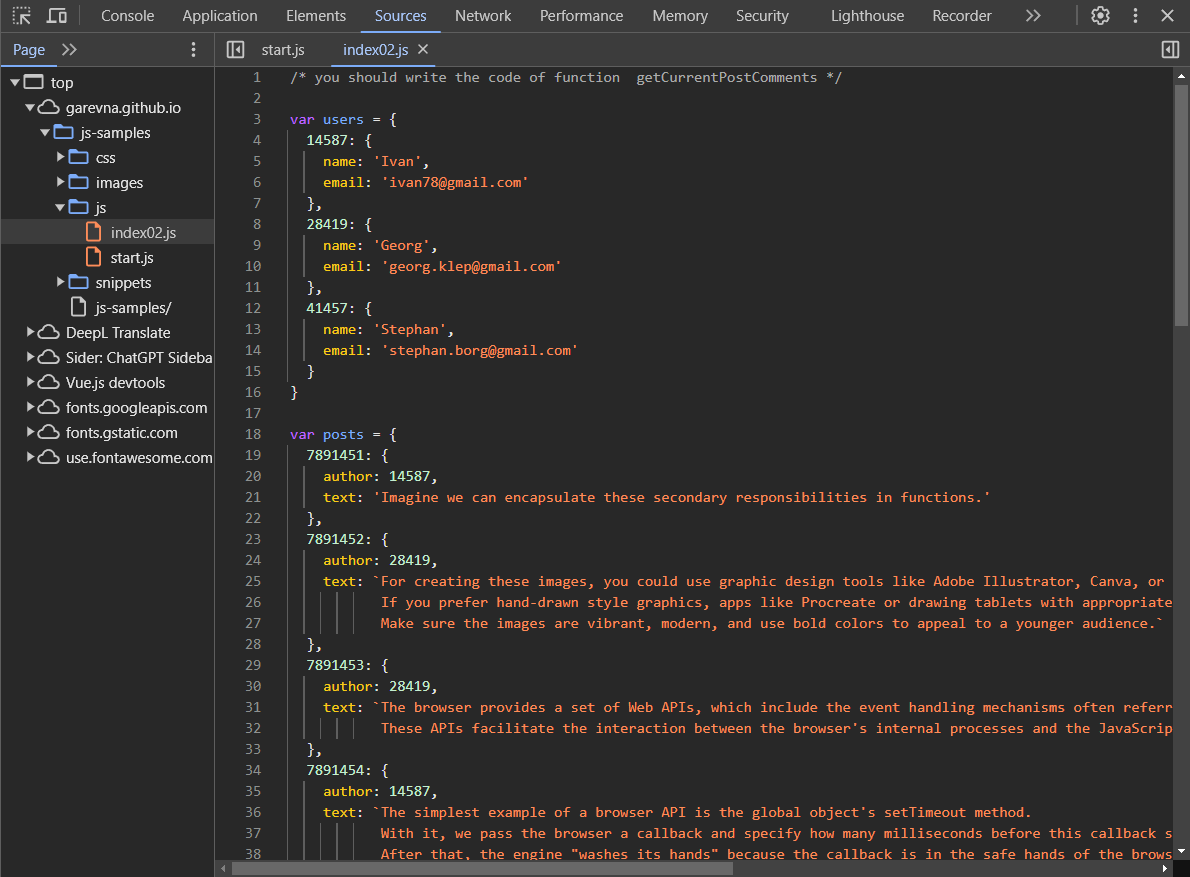 Console Application Elements Sources Network Performance Memory Security Lighthouse Recorder
Page start.js index02.js
top
garevna.github.io
js-samples
css
images
js
index02.js
start.js
snippets
js-samples/
DeepL Translate
Sider: ChatGPT Sideba
Vue.js devtools
fonts.googleapis.com
fonts.gstatic.com
use.fontawesome.com
1 /* you should write the code of function  getCurrentPostComments */
2
3 var users = {
4   14587: {
5     name: 'Ivan',
6     email: 'ivan78@gmail.com'
7   },
8   28419: {
9     name: 'Georg',
10     email: 'georg.klep@gmail.com'
11   },
12   41457: {
13     name: 'Stephan',
14     email: 'stephan.borg@gmail.com'
15   }
16 }
17
18 var posts = {
19   7891451: {
20     author: 14587,
21     text: 'Imagine we can encapsulate these secondary responsibilities in functions.'
22   },
23   7891452: {
24     author: 28419,
25     text: `For creating these images, you could use graphic design tools like Adobe Illustrator, Canva, or
26            If you prefer hand-drawn style graphics, apps like Procreate or drawing tablets with appropriate
27            Make sure the images are vibrant, modern, and use bold colors to appeal to a younger audience.`
28   },
29   7891453: {
30     author: 28419,
31     text: `The browser provides a set of Web APIs, which include the event handling mechanisms often referr
32            These APIs facilitate the interaction between the browser's internal processes and the JavaScrip
33   },
34   7891454: {
35     author: 14587,
36     text: `The simplest example of a browser API is the global object's setTimeout method.
37            With it, we pass the browser a callback and specify how many milliseconds before this callback s
38            After that, the engine "washes its hands" because the callback is in the safe hands of the brows